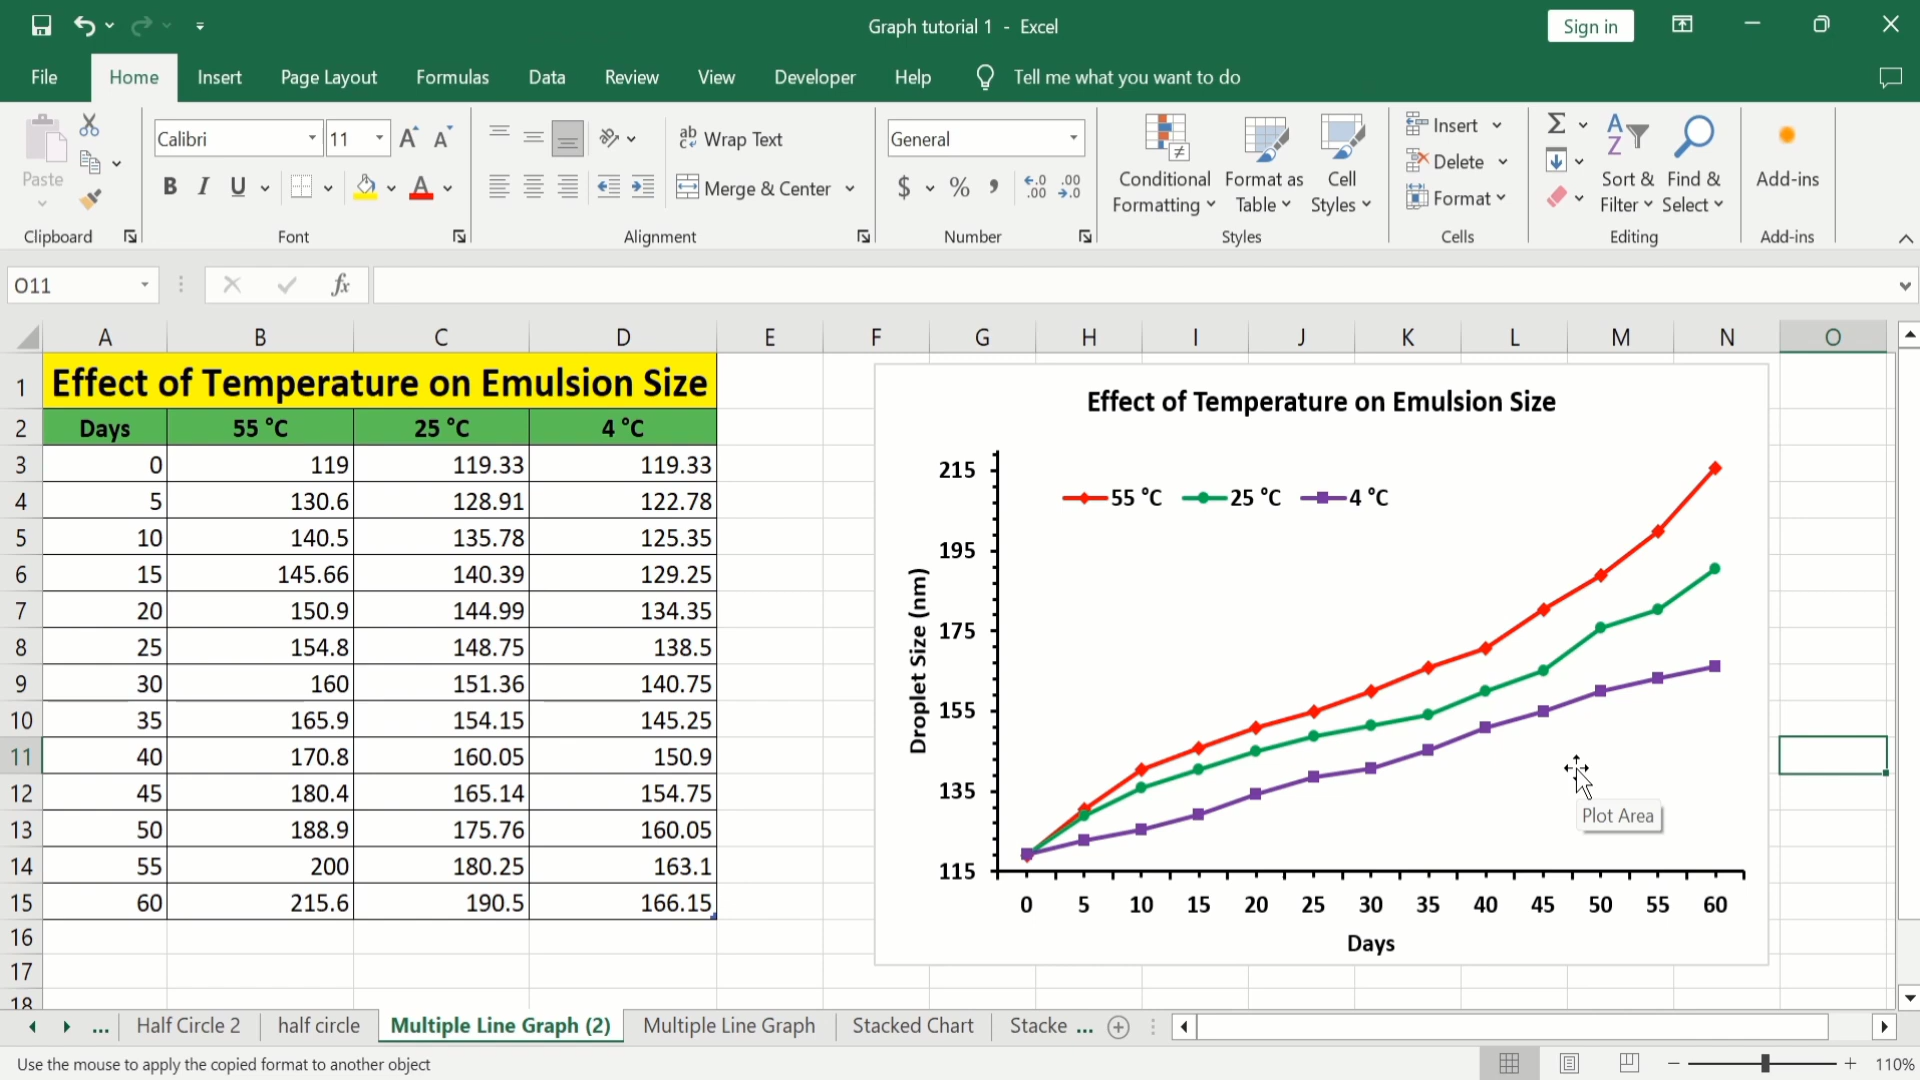 Graph tutorial 1 - Excel
Sign in
File Home Insert Page Layout Formulas Data Review View Developer Help Tell me what you want to do
Paste
Clipboard
Calibri 11
B I U A
Font
Wrap Text
Merge & Center
Alignment
General
$ % ,
Number
Conditional Formatting
Format as Table
Cell Styles
Styles
Insert
Delete
Format
Cells
Sort & Filter
Find & Select
Editing
Add-ins
Add-ins
O11 fx
A B C D E F G H I J K L M N O
1 Effect of Temperature on Emulsion Size
2 Days 55 °C 25 °C 4 °C
3 0 119 119.33 119.33
4 5 130.6 128.91 122.78
5 10 140.5 135.78 125.35
6 15 145.66 140.39 129.25
7 20 150.9 144.99 134.35
8 25 154.8 148.75 138.5
9 30 160 151.36 140.75
10 35 165.9 154.15 145.25
11 40 170.8 160.05 150.9
12 45 180.4 165.14 154.75
13 50 188.9 175.76 160.05
14 55 200 180.25 163.1
15 60 215.6 190.5 166.15
16
17
18
Effect of Temperature on Emulsion Size
55 °C 25 °C 4 °C
Droplet Size (nm)
215
195
175
155
135
115
0 5 10 15 20 25 30 35 40 45 50 55 60
Days
Plot Area
... Half Circle 2 half circle Multiple Line Graph (2) Multiple Line Graph Stacked Chart Stacke ...
Use the mouse to apply the copied format to another object
110%